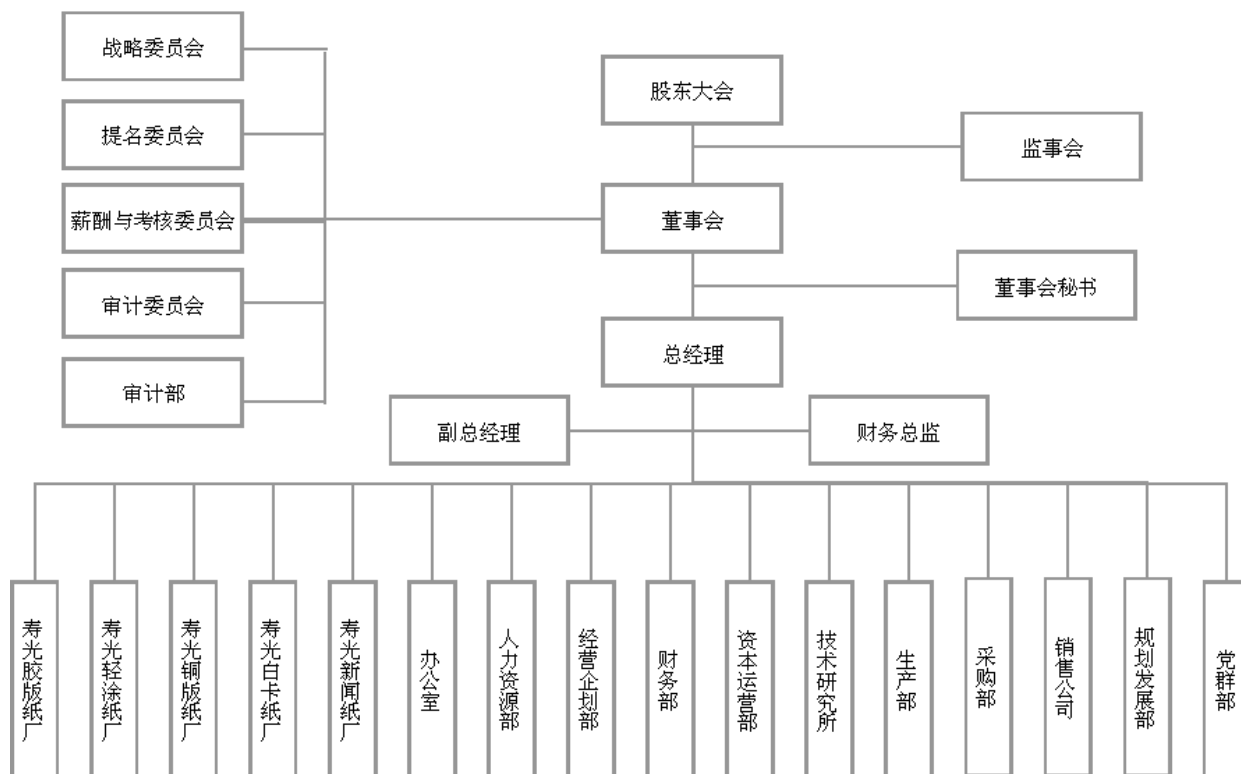 战略委员会
股东大会
提名委员会
监事会
薪酬与考核委员会
董事会
审计委员会
董事会秘书
总经理
审计部
副总经理
财务总监
寿光胶版纸厂
寿光轻涂纸厂
寿光铜版纸厂
寿光白卡纸厂
寿光新闻纸厂
办公室
人力资源部
经营企划部
财务部
资本运营部
技术研究所
生产部
采购部
销售公司
规划发展部
党群部